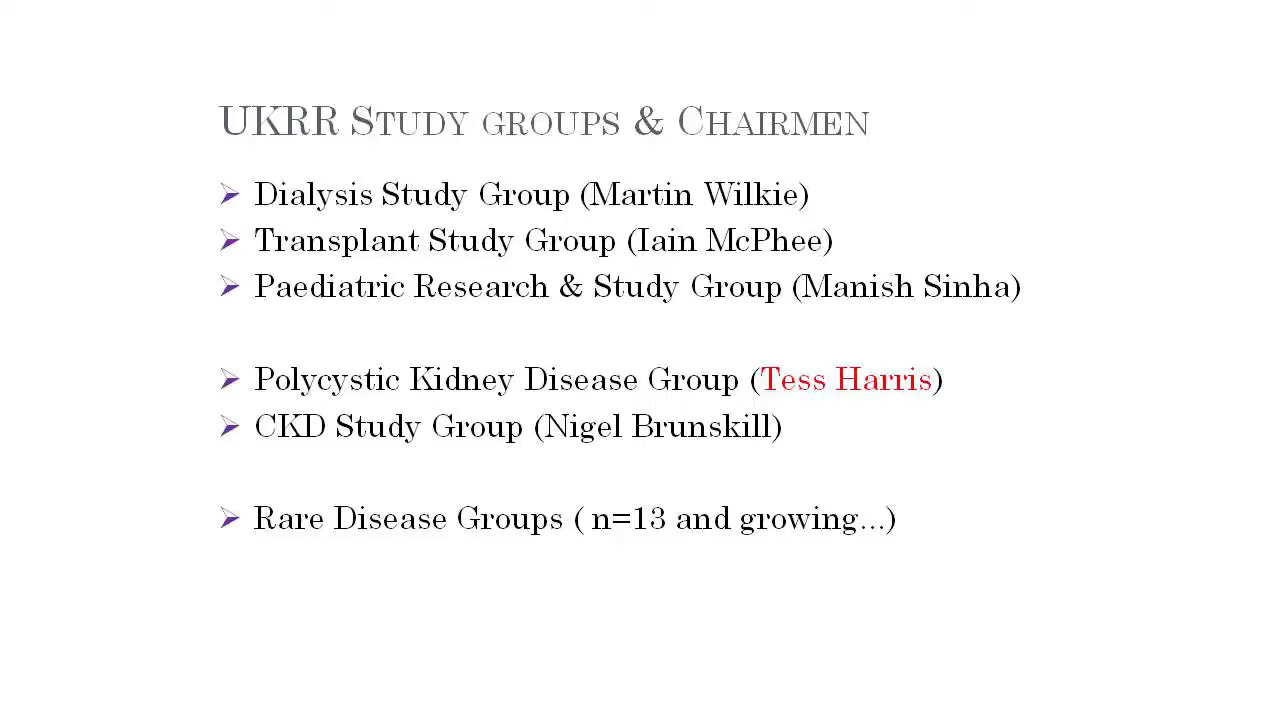 UKRR Study groups & Chairmen
Dialysis Study Group (Martin Wilkie)
Transplant Study Group (Iain McPhee)
Paediatric Research & Study Group (Manish Sinha)
Polycystic Kidney Disease Group (Tess Harris)
CKD Study Group (Nigel Brunskill)
Rare Disease Groups ( n=13 and growing...)